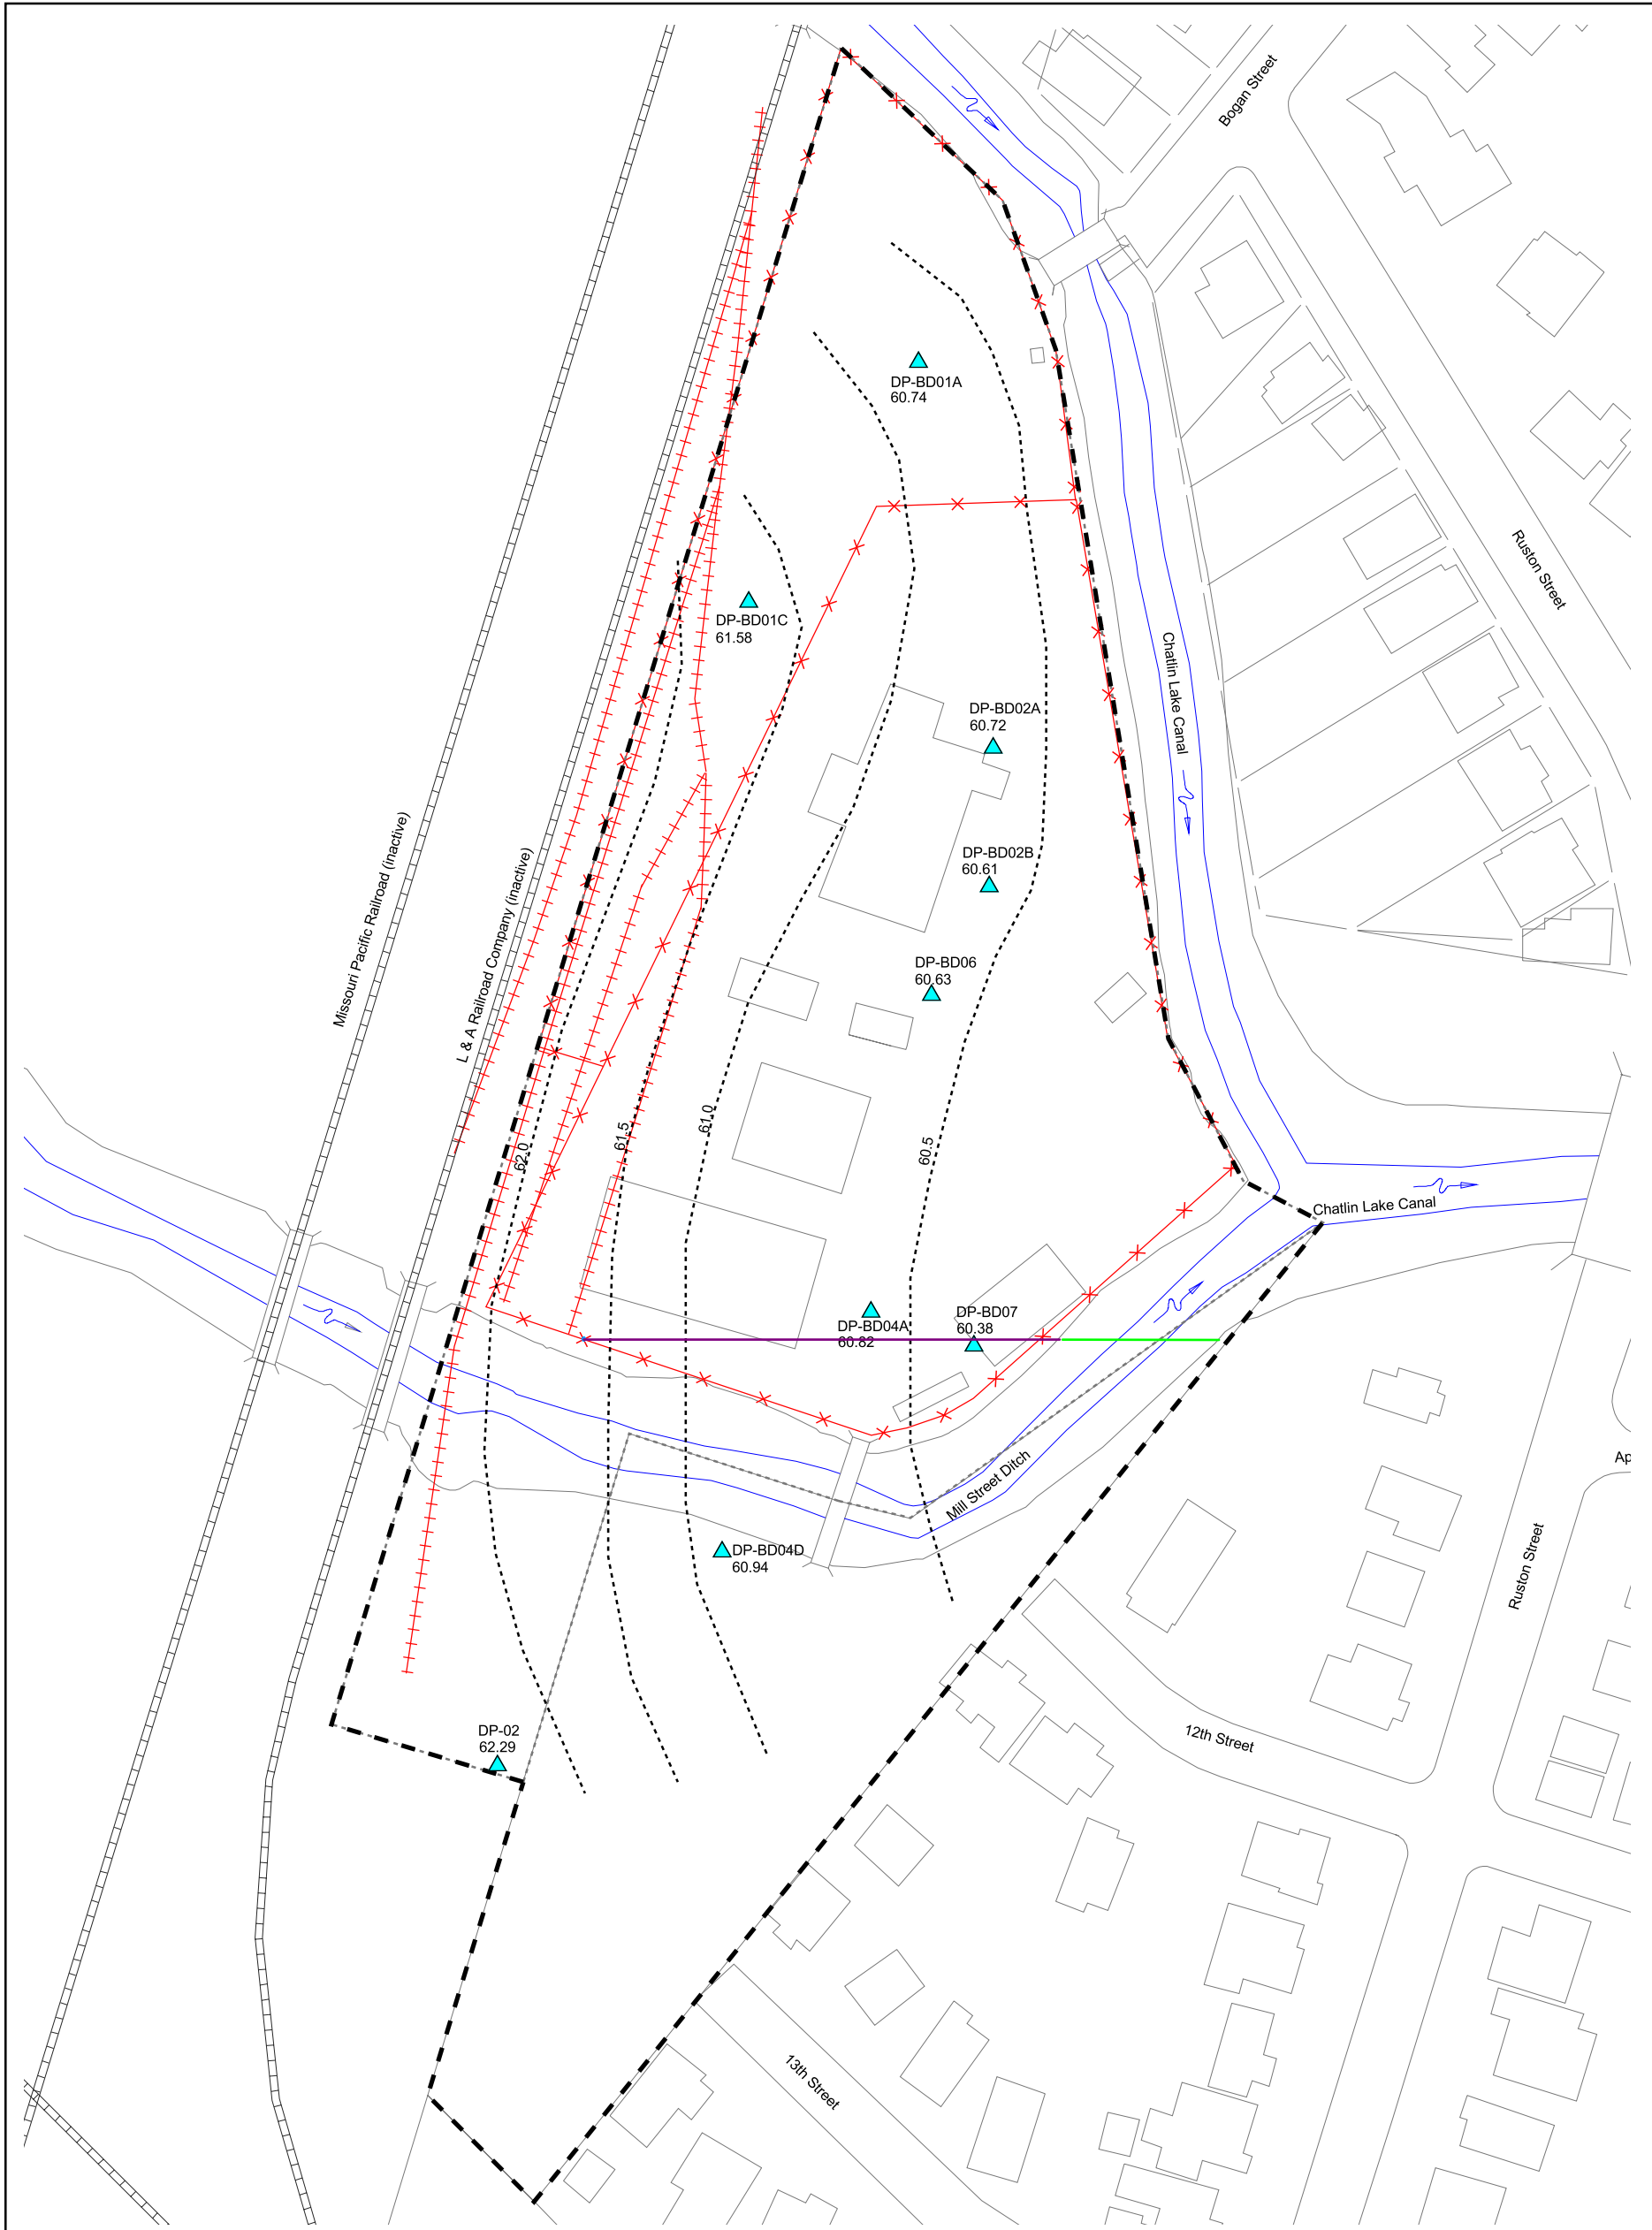 Bogan Street
DP-BD01A
60.74
Ruston Street
DP-BD01C
61.58
Chatlin Lake Canal
DP-BD02A
60.72
Missouri Pacific Railroad (inactive)
L & A Railroad Company (inactive)
DP-BD02B
60.61
DP-BD06
60.63
62.0
61.5
61.0
60.5
Chatlin Lake Canal
DP-BD04A
60.82
DP-BD07
60.38
Mill Street Ditch
Ap
DP-BD04D
60.94
Ruston Street
DP-02
62.29
12th Street
13th Street